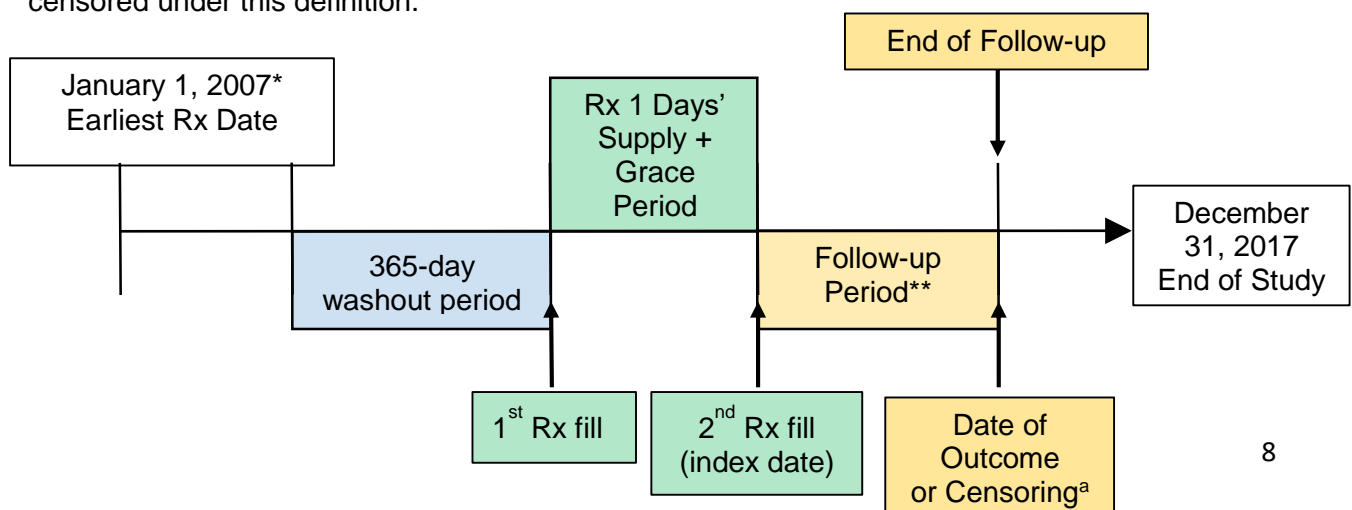 censored under this definition.
End of Follow-up
January 1, 2007*
Earliest Rx Date
Rx 1 Days’
Supply +
Grace
Period
December
31, 2017
End of Study
365-day
washout period
Follow-up
Period**
1st Rx fill
2nd Rx fill
(index date)
Date of
Outcome
or Censoringa
8